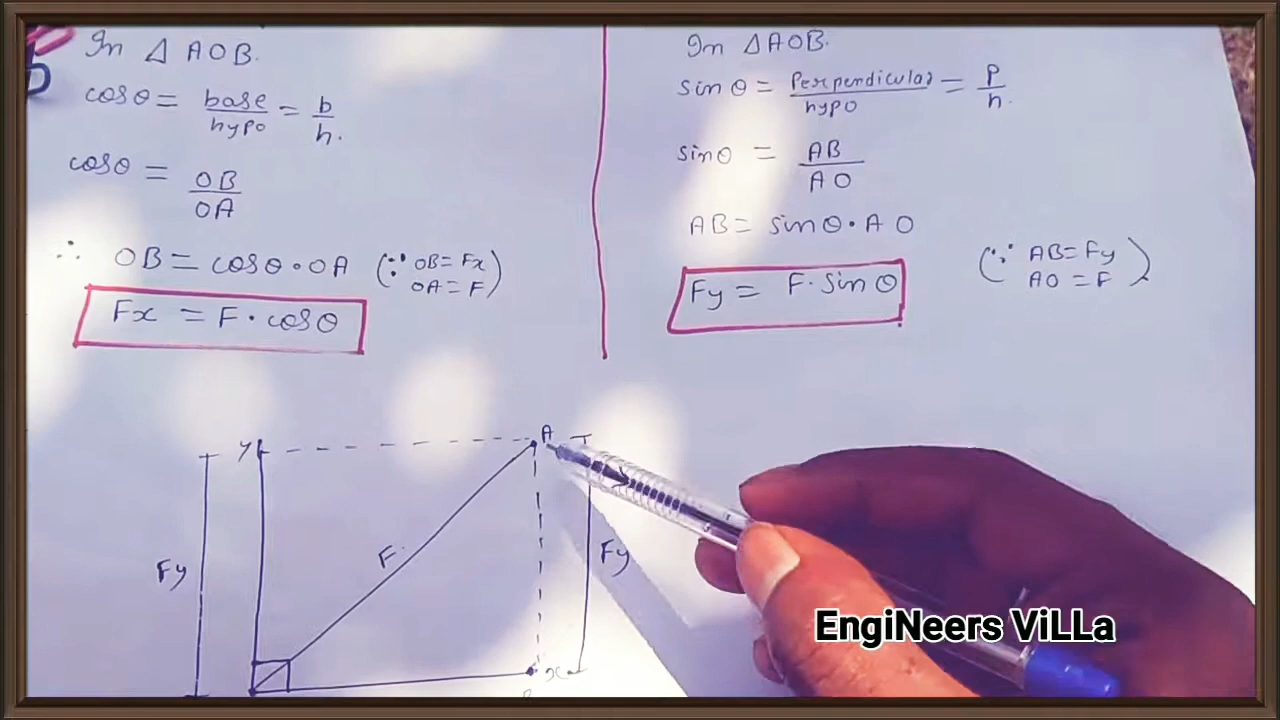 In △ AOB.
cosθ = base/hypo = b/h.
cosθ = OB/OA
∴ OB = cosθ·OA (∵ OB = Fx
OA = F)
Fx = F·cosθ
In △AOB.
sinθ = Perpendicular/hypo = P/h.
sinθ = AB/AO
AB = sinθ·AO
(∵ AB = Fy
AO = F)
Fy = F·sinθ
y
A
F
Fy
Fy
x
EngiNeers ViLLa